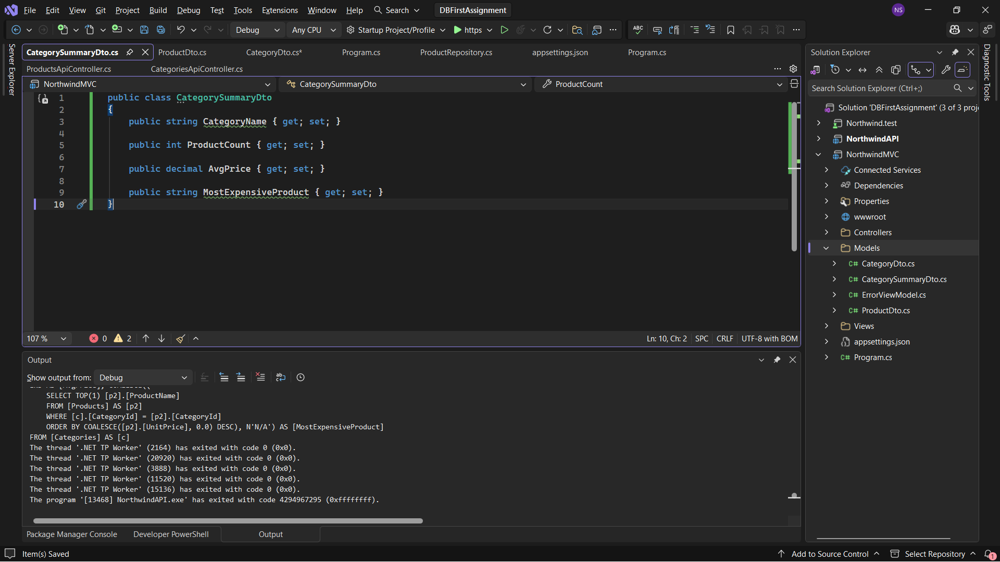 File Edit View Git Project Build Debug Test Tools Extensions Window Help Search DBFirstAssignment NS
Debug Any CPU Startup Project/Profile https
Server Explorer
CategorySummaryDto.cs ProductDto.cs CategoryDto.cs* Program.cs ProductRepository.cs appsettings.json Program.cs
ProductsApiController.cs CategoriesApiController.cs
NorthwindMVC CategorySummaryDto ProductCount
1 public class CategorySummaryDto
2 {
3 public string CategoryName { get; set; }
4
5 public int ProductCount { get; set; }
6
7 public decimal AvgPrice { get; set; }
8
9 public string MostExpensiveProduct { get; set; }
10 }
107 % 0 2 Ln: 10, Ch: 2 SPC CRLF UTF-8 with BOM
Output
Show output from: Debug
SELECT TOP(1) [p2].[ProductName]
FROM [Products] AS [p2]
WHERE [c].[CategoryId] = [p2].[CategoryId]
ORDER BY COALESCE([p2].[UnitPrice], 0.0) DESC), N'N/A') AS [MostExpensiveProduct]
FROM [Categories] AS [c]
The thread '.NET TP Worker' (2164) has exited with code 0 (0x0).
The thread '.NET TP Worker' (20920) has exited with code 0 (0x0).
The thread '.NET TP Worker' (3888) has exited with code 0 (0x0).
The thread '.NET TP Worker' (11520) has exited with code 0 (0x0).
The thread '.NET TP Worker' (15136) has exited with code 0 (0x0).
The program '[13468] NorthwindAPI.exe' has exited with code 4294967295 (0xffffffff).
Package Manager Console Developer PowerShell Output
Solution Explorer
Search Solution Explorer (Ctrl+;)
Solution 'DBFirstAssignment' (3 of 3 proj
Northwind.test
NorthwindAPI
NorthwindMVC
Connected Services
Dependencies
Properties
wwwroot
Controllers
Models
C# CategoryDto.cs
C# CategorySummaryDto.cs
C# ErrorViewModel.cs
C# ProductDto.cs
Views
appsettings.json
C# Program.cs
Diagnostic Tools
Item(s) Saved Add to Source Control Select Repository 1